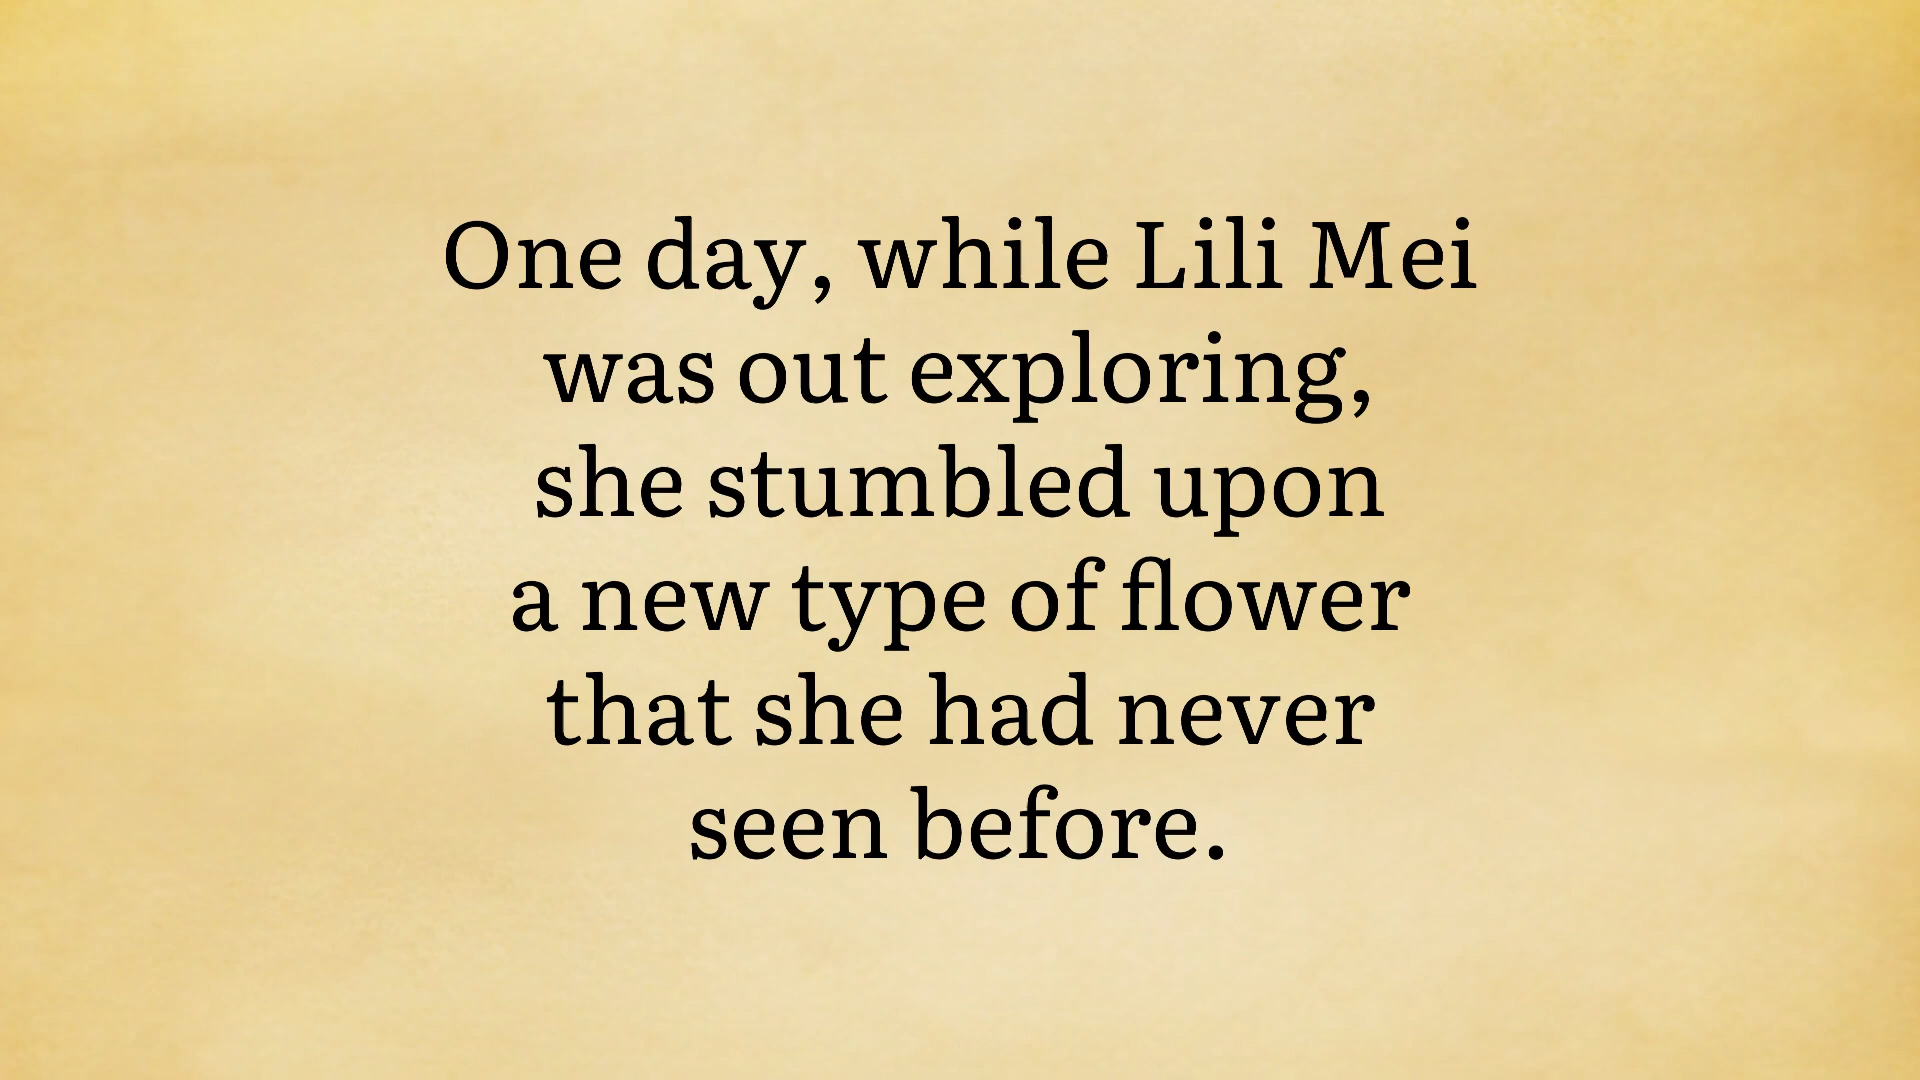 One day, while Lili Mei
was out exploring,
she stumbled upon
a new type of flower
that she had never
seen before.